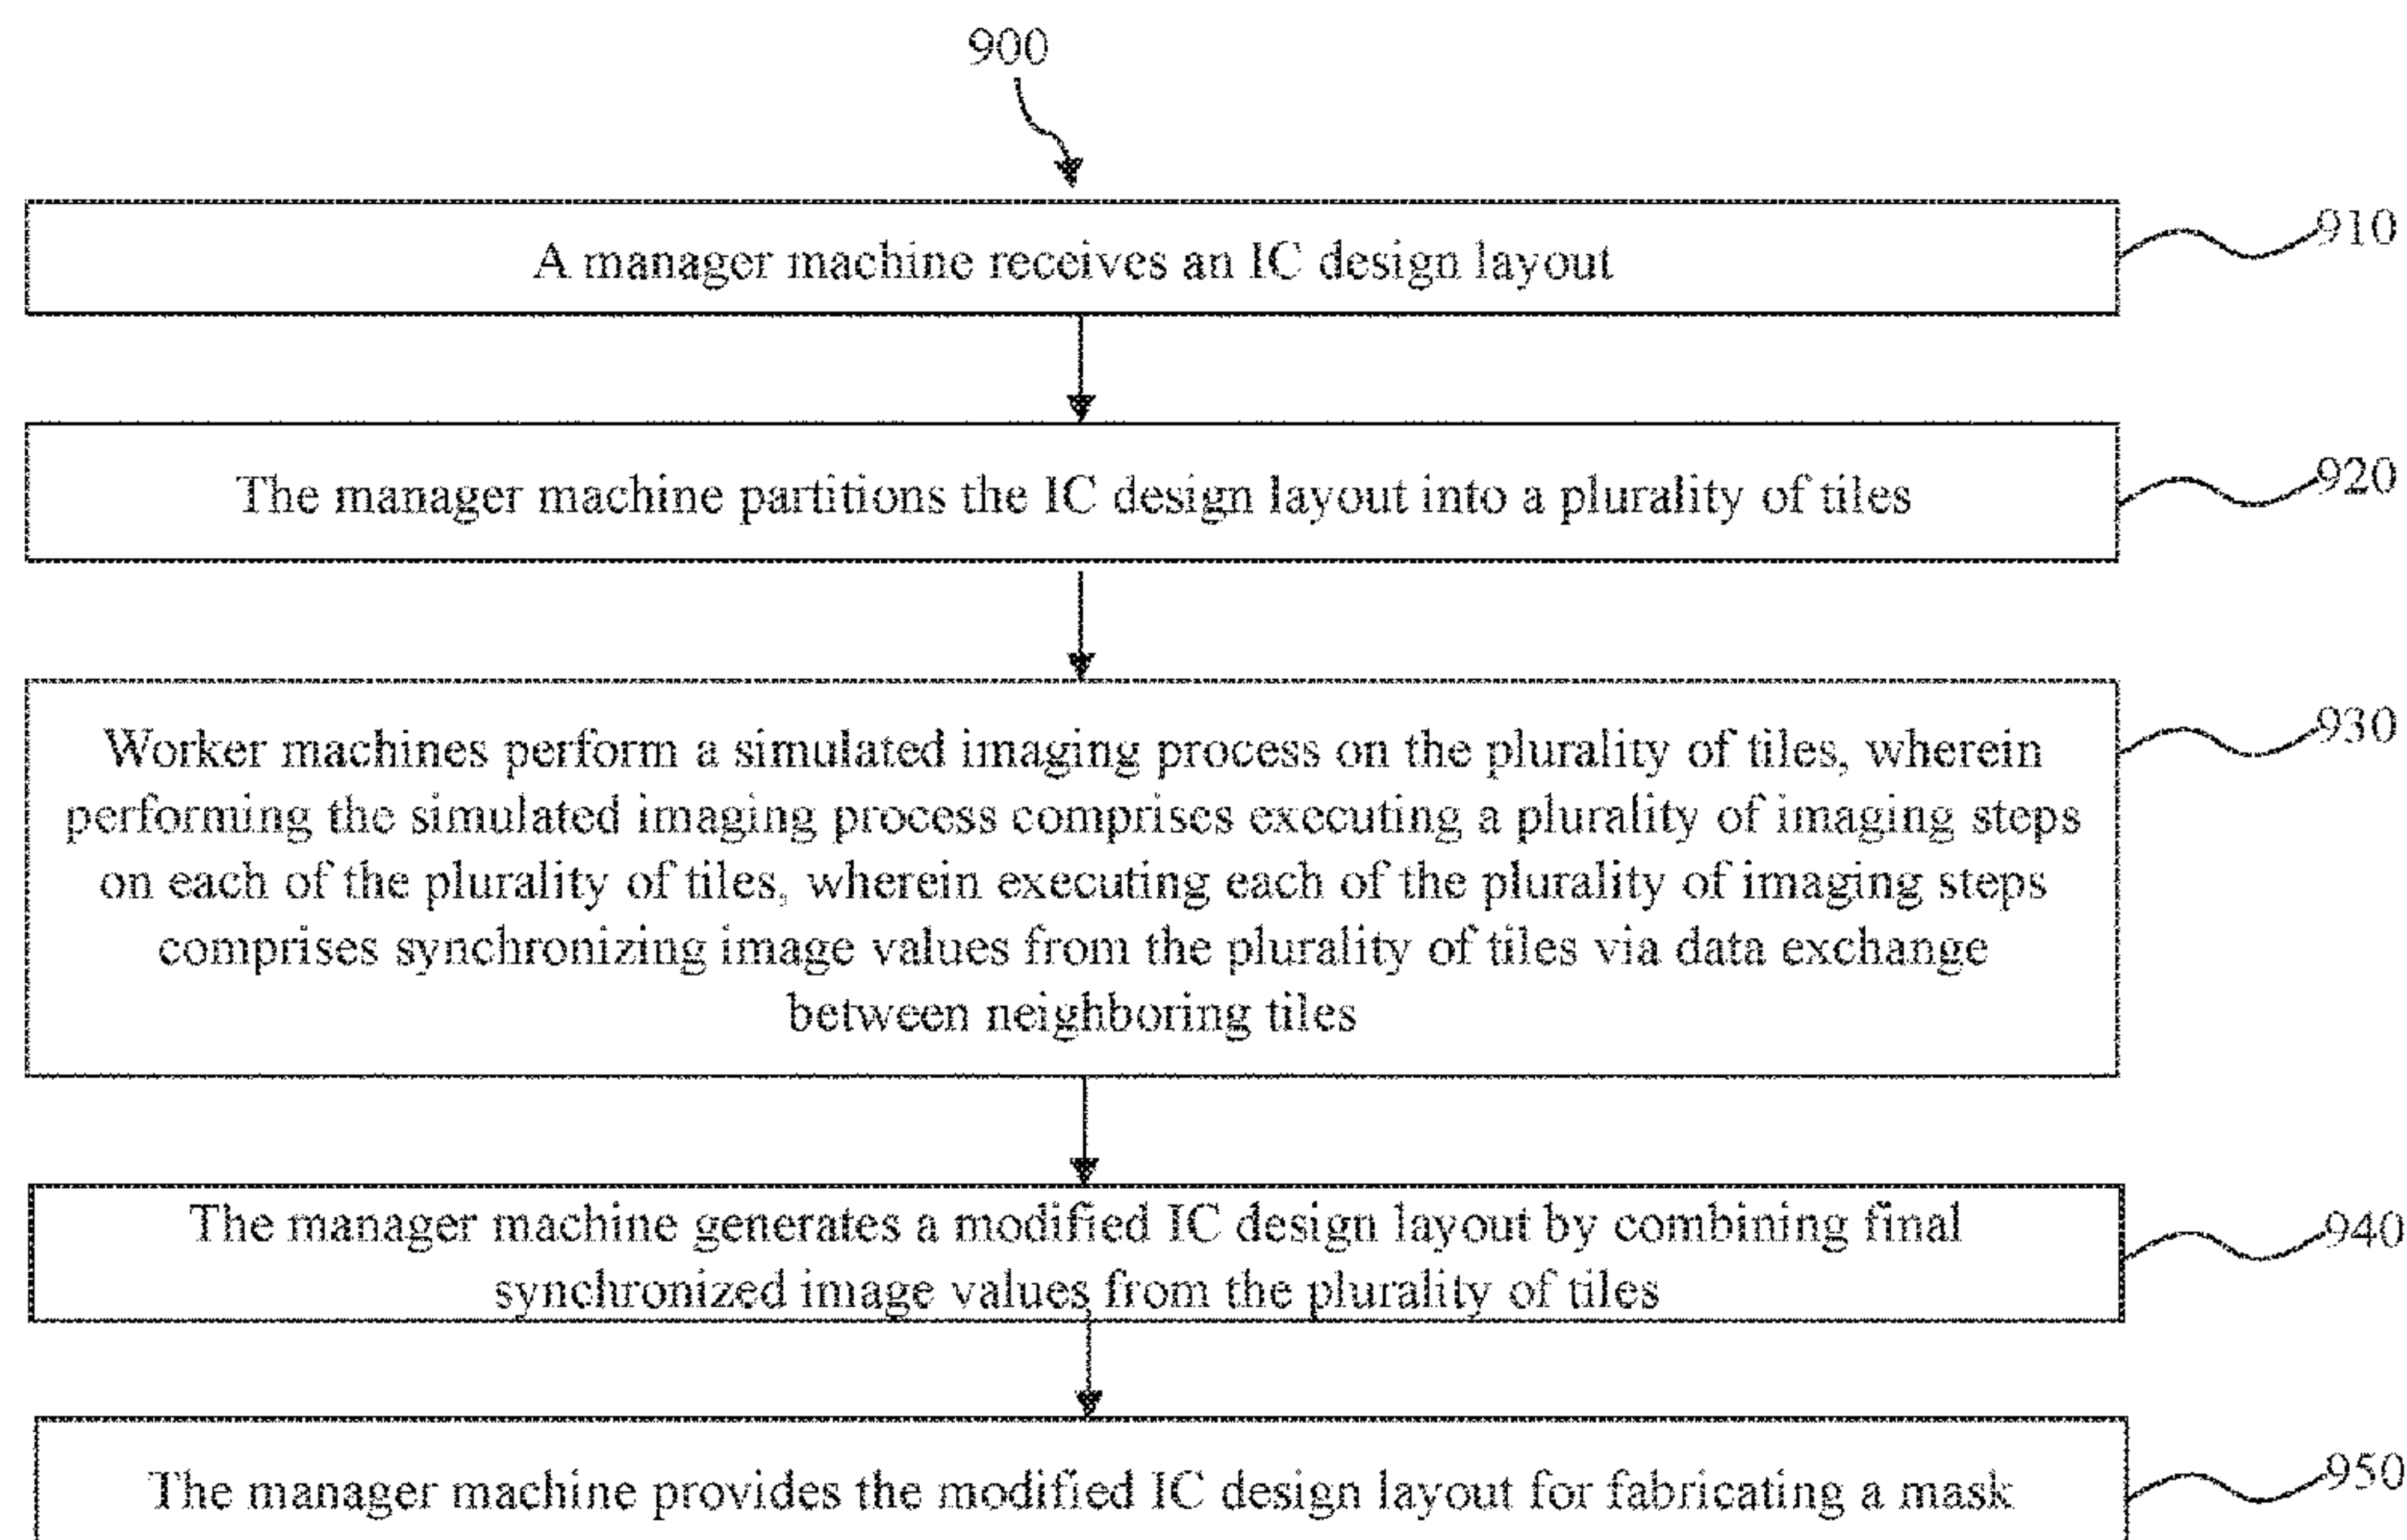 900
A manager machine receives an IC design layout
910
The manager machine partitions the IC design layout into a plurality of tiles
920
Worker machines perform a simulated imaging process on the plurality of tiles, wherein
performing the simulated imaging process comprises executing a plurality of imaging steps
on each of the plurality of tiles, wherein executing each of the plurality of imaging steps
comprises synchronizing image values from the plurality of tiles via data exchange
between neighboring tiles
930
The manager machine generates a modified IC design layout by combining final
synchronized image values from the plurality of tiles
940
The manager machine provides the modified IC design layout for fabricating a mask
950